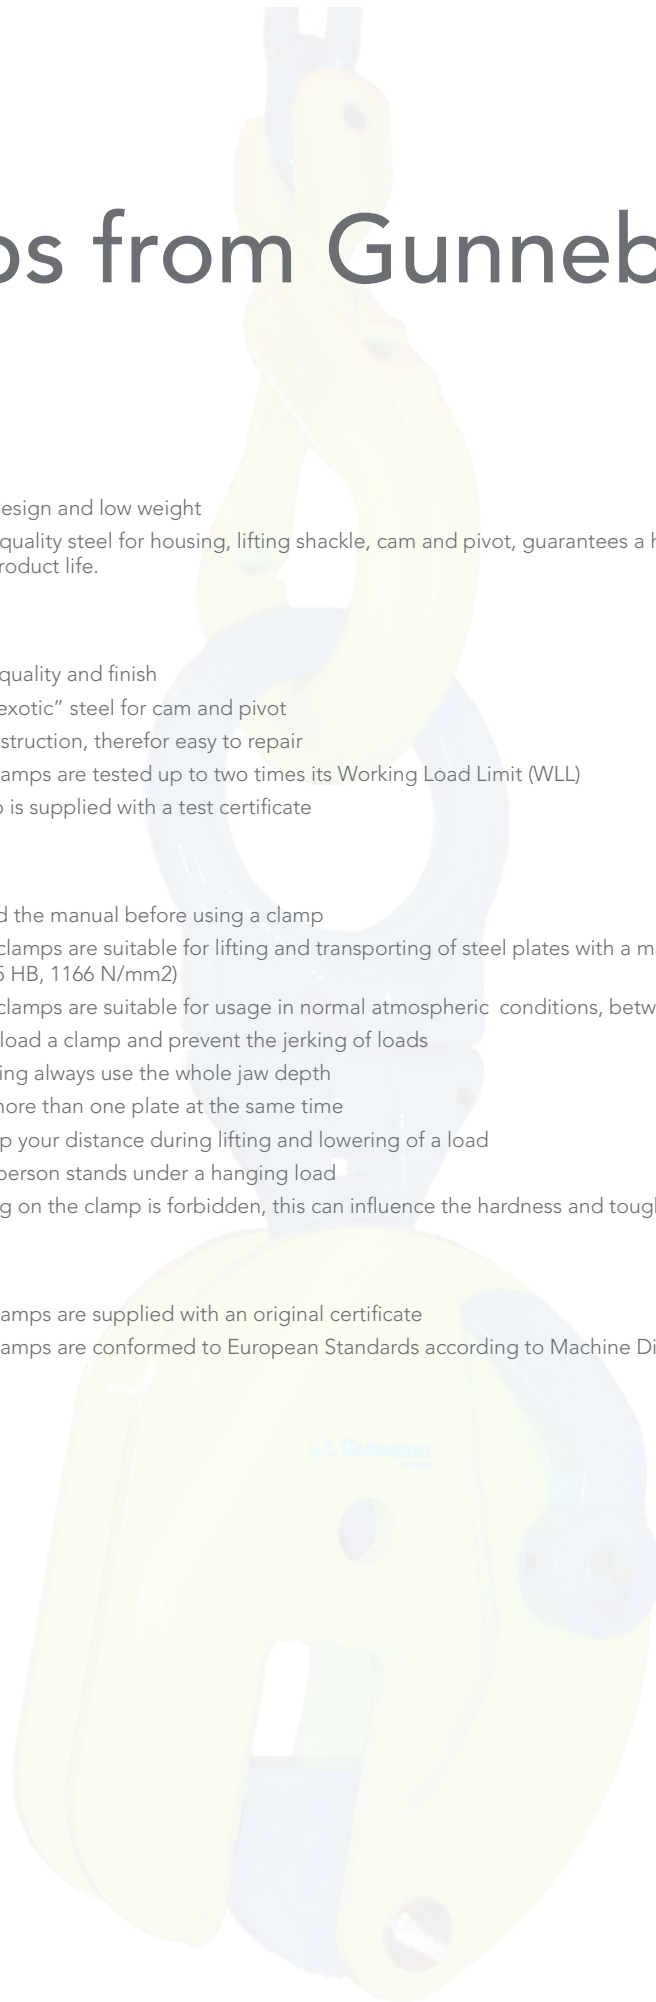 ps from Gunneb
esign and low weight
quality steel for housing, lifting shackle, cam and pivot, guarantees a h
roduct life.
quality and finish
exotic” steel for cam and pivot
struction, therefor easy to repair
amps are tested up to two times its Working Load Limit (WLL)
p is supplied with a test certificate
d the manual before using a clamp
clamps are suitable for lifting and transporting of steel plates with a ma
5 HB, 1166 N/mm2)
clamps are suitable for usage in normal atmospheric conditions, betw
load a clamp and prevent the jerking of loads
ing always use the whole jaw depth
more than one plate at the same time
p your distance during lifting and lowering of a load
person stands under a hanging load
g on the clamp is forbidden, this can influence the hardness and tough
amps are supplied with an original certificate
amps are conformed to European Standards according to Machine Di
GUNNEBO